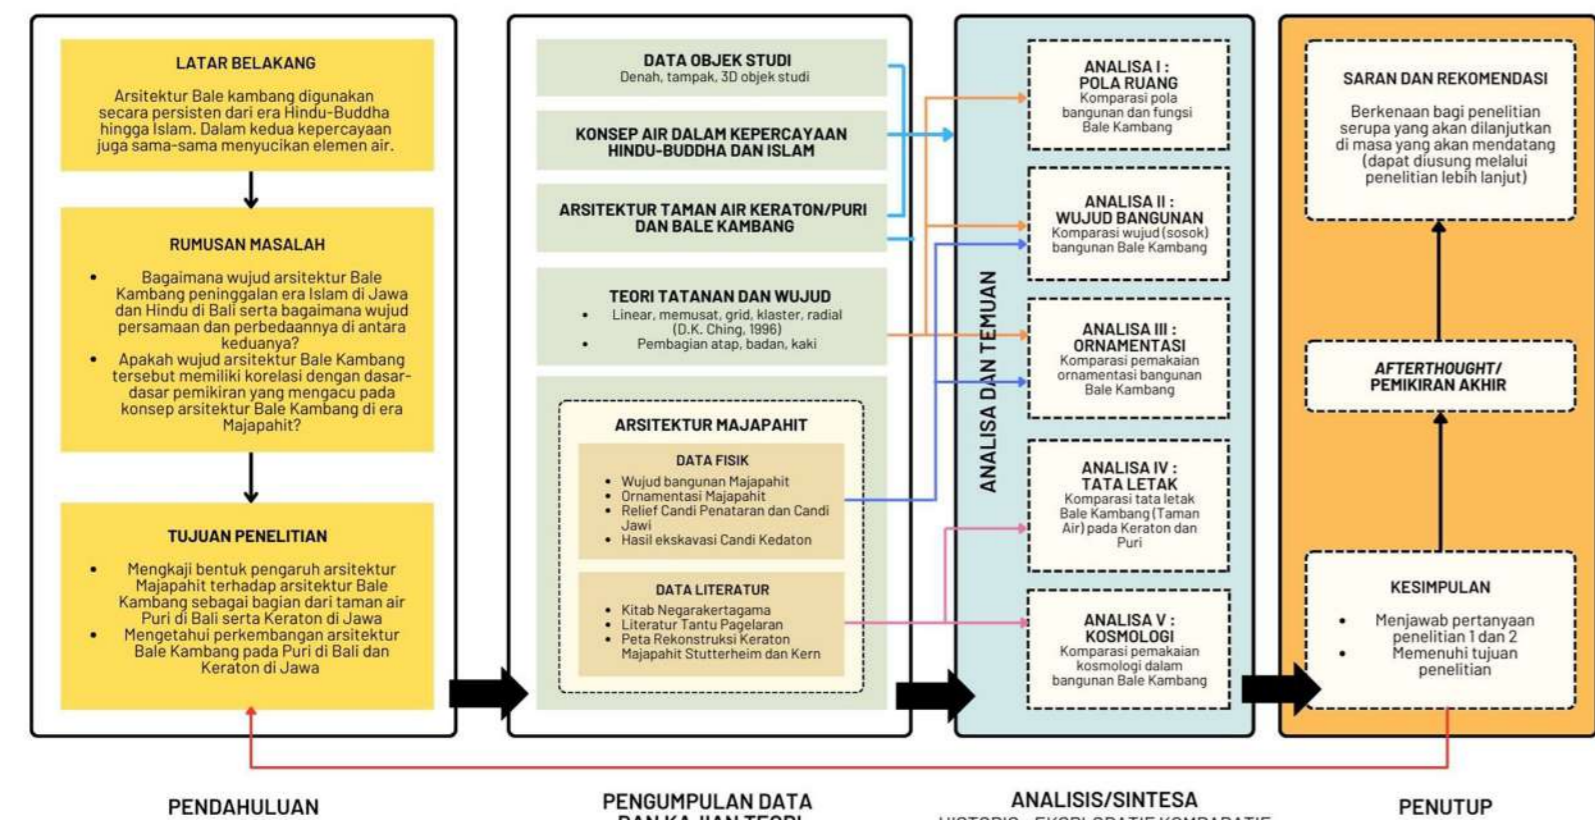 LATAR BELAKANG
Arsitektur Bale kambang digunakan
secara persisten dari era Hindu-Buddha
hingga Islam. Dalam kedua kepercayaan
juga sama-sama menyucikan elemen air.
RUMUSAN MASALAH
• Bagaimana wujud arsitektur Bale
Kambang peninggalan era Islam di Jawa
dan Hindu di Bali serta bagaimana wujud
persamaan dan perbedaannya di antara
keduanya?
• Apakah wujud arsitektur Bale Kambang
tersebut memiliki korelasi dengan dasar-
dasar pemikiran yang mengacu pada
konsep arsitektur Bale Kambang di era
Majapahit?
TUJUAN PENELITIAN
• Mengkaji bentuk pengaruh arsitektur
Majapahit terhadap arsitektur Bale
Kambang sebagai bagian dari taman air
Puri di Bali serta Keraton di Jawa
• Mengetahui perkembangan arsitektur
Bale Kambang pada Puri di Bali dan
Keraton di Jawa
PENDAHULUAN
DATA OBJEK STUDI
Denah, tampak, 3D objek studi
KONSEP AIR DALAM KEPERCAYAAN
HINDU-BUDDHA DAN ISLAM
ARSITEKTUR TAMAN AIR KERATON/PURI
DAN BALE KAMBANG
TEORI TATANAN DAN WUJUD
• Linear, memusat, grid, klaster, radial
(D.K. Ching, 1996)
• Pembagian atap, badan, kaki
ARSITEKTUR MAJAPAHIT
DATA FISIK
• Wujud bangunan Majapahit
• Ornamentasi Majapahit
• Relief Candi Penataran dan Candi
Jawi
• Hasil ekskavasi Candi Kedaton
DATA LITERATUR
• Kitab Negarakertagama
• Literatur Tantu Pagelaran
• Peta Rekonstruksi Keraton
Majapahit Stutterheim dan Kern
PENGUMPULAN DATA
DAN KAJIAN TEORI
ANALISA DAN TEMUAN
ANALISA I :
POLA RUANG
Komparasi pola
bangunan dan fungsi
Bale Kambang
ANALISA II :
WUJUD BANGUNAN
Komparasi wujud (sosok)
bangunan Bale Kambang
ANALISA III :
ORNAMENTASI
Komparasi pemakaian
ornamentasi bangunan
Bale Kambang
ANALISA IV :
TATA LETAK
Komparasi tata letak
Bale Kambang (Taman
Air) pada Keraton dan
Puri
ANALISA V :
KOSMOLOGI
Komparasi pemakaian
kosmologi dalam
bangunan Bale Kambang
ANALISIS/SINTESA
HISTORIS - EKSPLORATIF KOMPARATIF
SARAN DAN REKOMENDASI
Berkenaan bagi penelitian
serupa yang akan dilanjutkan
di masa yang akan mendatang
(dapat diusung melalui
penelitian lebih lanjut)
AFTERTHOUGHT/
PEMIKIRAN AKHIR
KESIMPULAN
• Menjawab pertanyaan
penelitian 1 dan 2
• Memenuhi tujuan
penelitian
PENUTUP